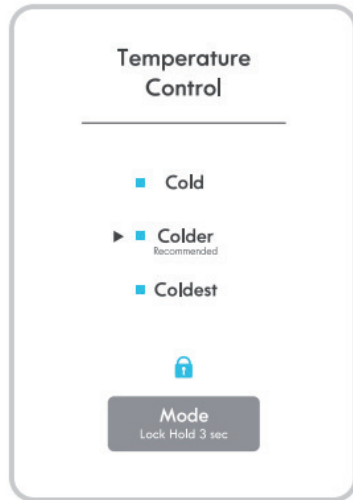 Temperature
Control
Cold
Colder
Recommended
Coldest
Mode
Lock Hold 3 sec